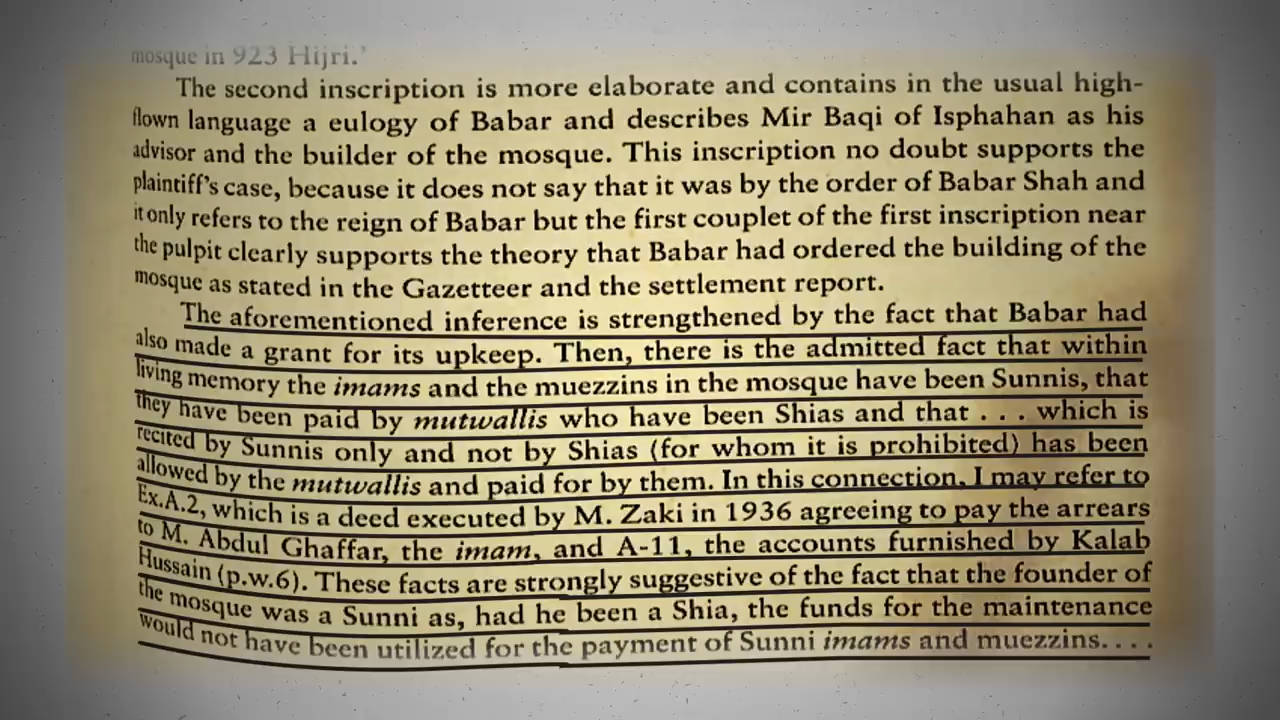 mosque in 923 Hijri.’
The second inscription is more elaborate and contains in the usual high-
flown language a eulogy of Babar and describes Mir Baqi of Isphahan as his
advisor and the builder of the mosque. This inscription no doubt supports the
plaintiff’s case, because it does not say that it was by the order of Babar Shah and
it only refers to the reign of Babar but the first couplet of the first inscription near
the pulpit clearly supports the theory that Babar had ordered the building of the
mosque as stated in the Gazetteer and the settlement report.
The aforementioned inference is strengthened by the fact that Babar had
also made a grant for its upkeep. Then, there is the admitted fact that within
living memory the imams and the muezzins in the mosque have been Sunnis, that
they have been paid by mutwallis who have been Shias and that . . . which is
recited by Sunnis only and not by Shias (for whom it is prohibited) has been
allowed by the mutwallis and paid for by them. In this connection, I may refer to
Ex.A.2, which is a deed executed by M. Zaki in 1936 agreeing to pay the arrears
to M. Abdul Ghaffar, the imam, and A-11, the accounts furnished by Kalab
Hussain (p.w.6). These facts are strongly suggestive of the fact that the founder of
the mosque was a Sunni as, had he been a Shia, the funds for the maintenance
would not have been utilized for the payment of Sunni imams and muezzins. . . .